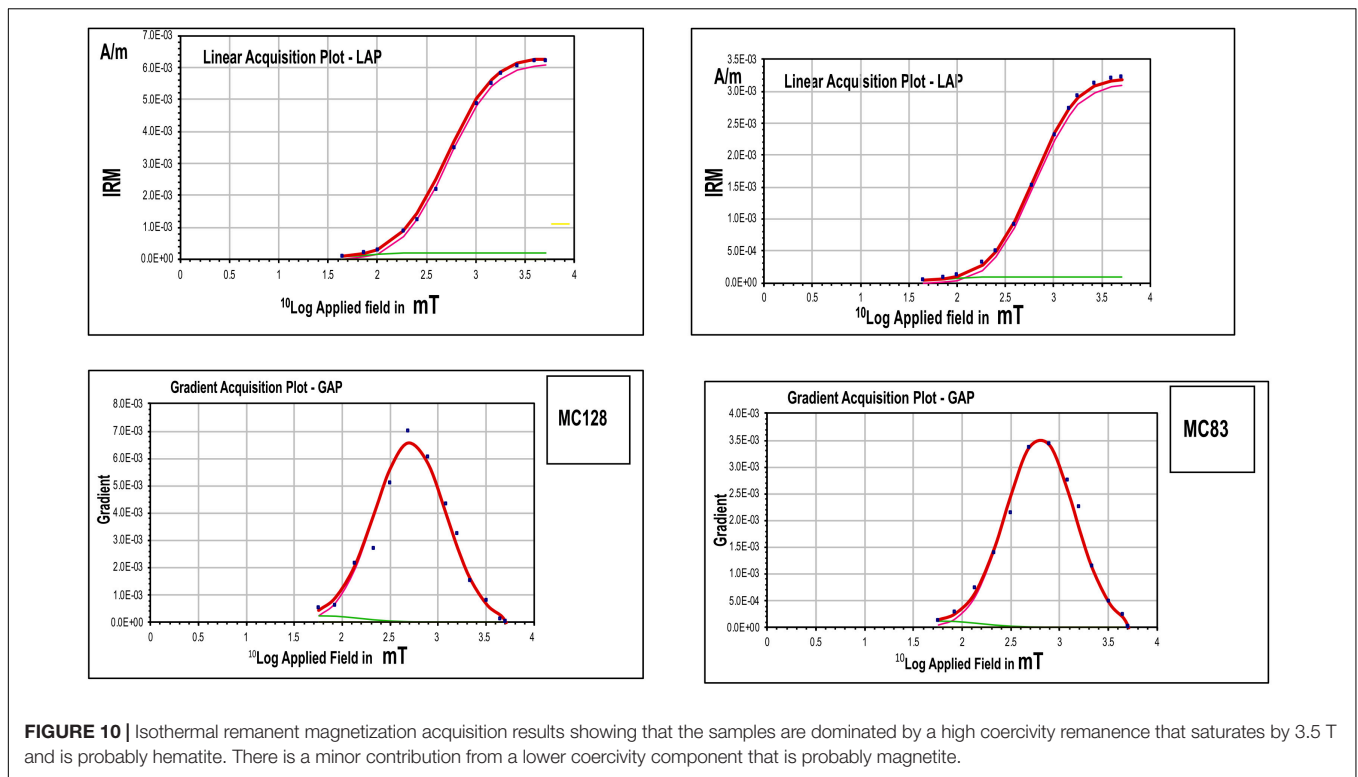 A/m
Linear Acquisition Plot - LAP
7.0E-03
6.0E-03
5.0E-03
4.0E-03
3.0E-03
2.0E-03
1.0E-03
0.0E+00
IRM
0 0.5 1 1.5 2 2.5 3 3.5 4
¹⁰Log Applied field in mT
A/m
Linear Acquisition Plot - LAP
3.5E-03
3.0E-03
2.5E-03
2.0E-03
1.5E-03
1.0E-03
5.0E-04
0.0E+00
IRM
0 0.5 1 1.5 2 2.5 3 3.5 4
¹⁰Log Applied field in mT
Gradient Acquisition Plot - GAP
MC128
8.0E-03
7.0E-03
6.0E-03
5.0E-03
4.0E-03
3.0E-03
2.0E-03
1.0E-03
0.0E+00
Gradient
0 0.5 1 1.5 2 2.5 3 3.5 4
¹⁰Log Applied Field in mT
Gradient Acquisition Plot - GAP
MC83
4.0E-03
3.5E-03
3.0E-03
2.5E-03
2.0E-03
1.5E-03
1.0E-03
5.0E-04
0.0E+00
Gradient
0 0.5 1 1.5 2 2.5 3 3.5 4
¹⁰Log Applied Field in mT
FIGURE 10 | Isothermal remanent magnetization acquisition results showing that the samples are dominated by a high coercivity remanence that saturates by 3.5 T
and is probably hematite. There is a minor contribution from a lower coercivity component that is probably magnetite.